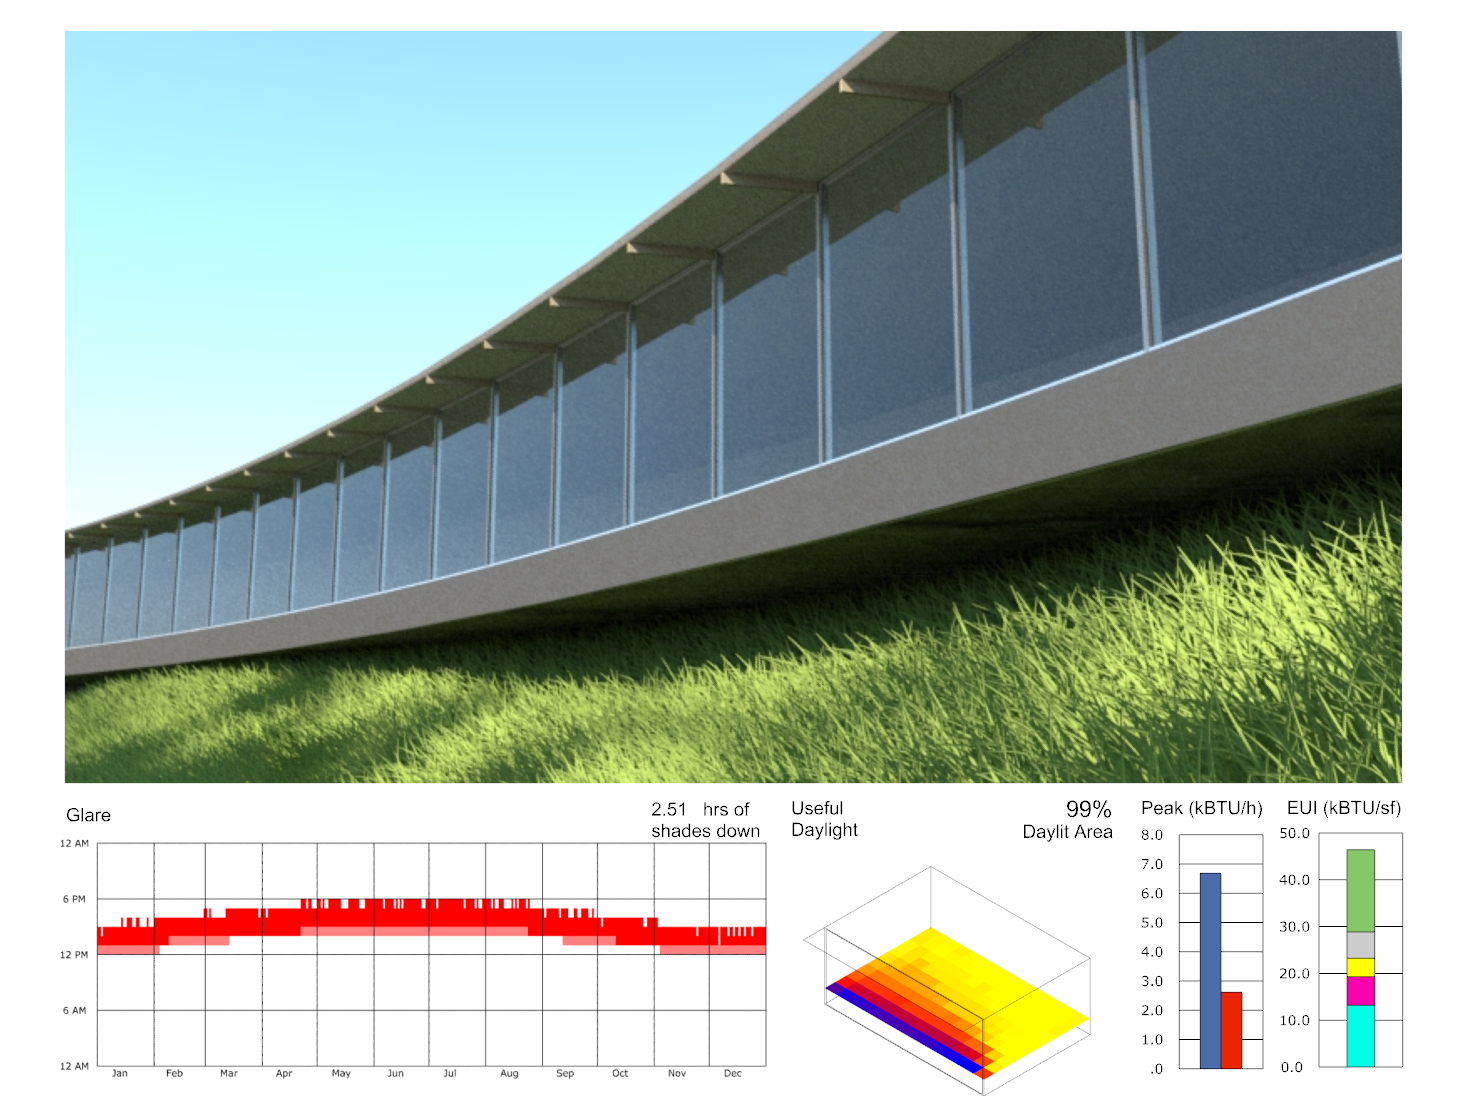 Glare
2.51 hrs of
shades down
12 AM
6 PM
12 PM
6 AM
12 AM
Jan Feb Mar Apr May Jun Jul Aug Sep Oct Nov Dec
Useful
Daylight
99%
Daylit Area
Peak (kBTU/h)
8.0
7.0
6.0
5.0
4.0
3.0
2.0
1.0
.0
EUI (kBTU/sf)
50.0
40.0
30.0
20.0
10.0
0.0